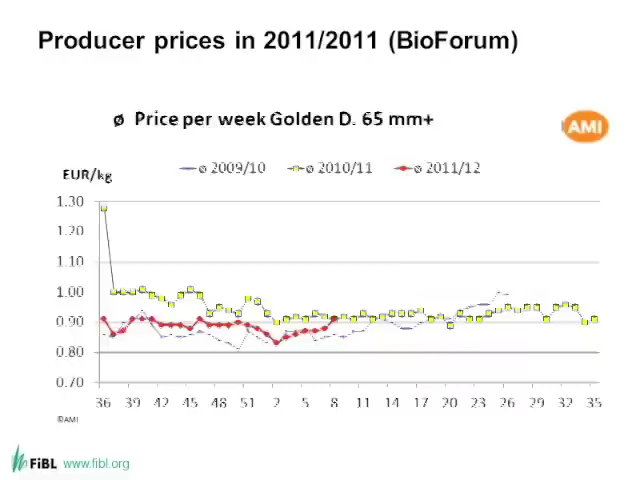 Producer prices in 2011/2011 (BioForum)
ø Price per week Golden D. 65 mm+
AMI
EUR/kg
ø 2009/10
ø 2010/11
ø 2011/12
1.30
1.20
1.10
1.00
0.90
0.80
0.70
36 39 42 45 48 51 2 5 8 11 14 17 20 23 26 29 32 35
©AMI
FiBL www.fibl.org